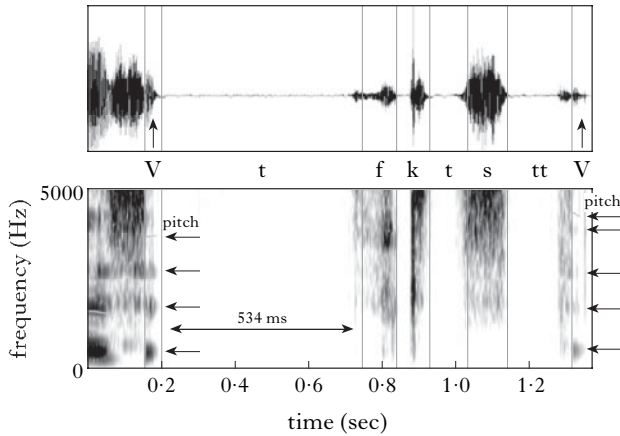 V t f k t s tt V
5000
pitch
pitch
frequency (Hz)
534 ms
0
0·2 0·4 0·6 0·8 1·0 1·2
time (sec)